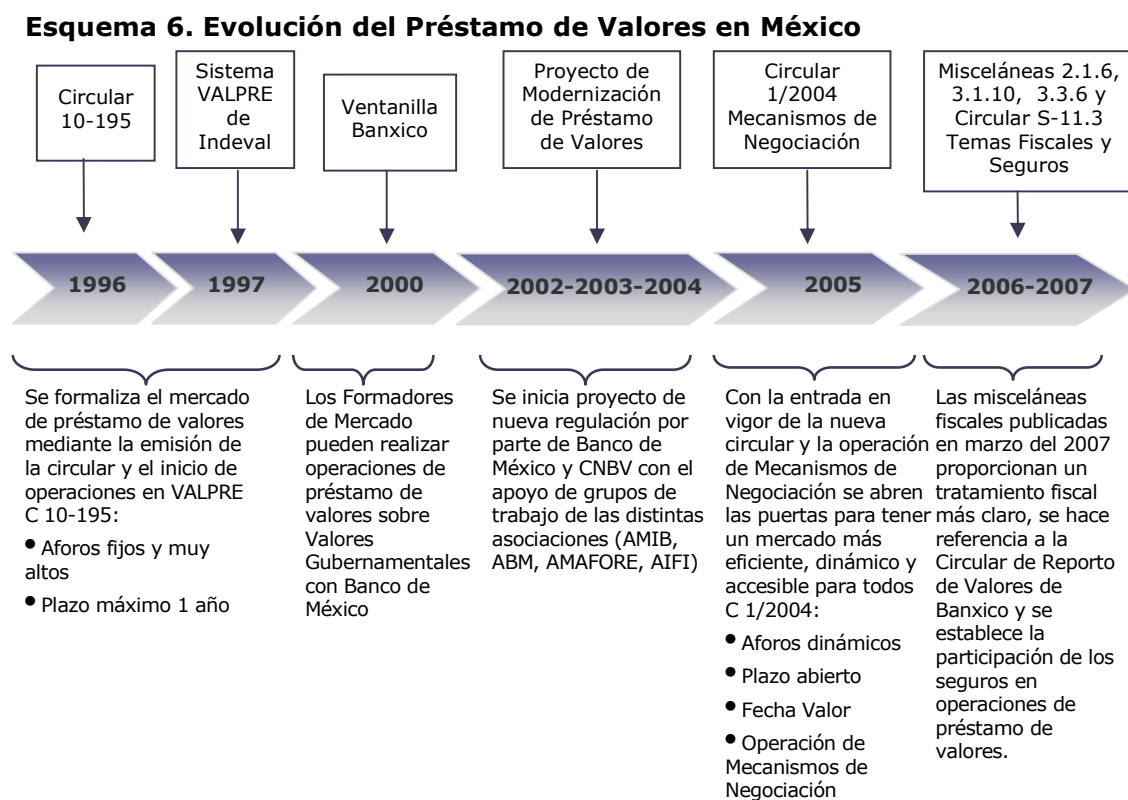 Esquema 6. Evolución del Préstamo de Valores en México
Circular
10-195
Sistema
VALPRE
de
Indeval
Ventanilla
Banxico
Proyecto de
Modernización
de Préstamo
de Valores
Circular
1/2004
Mecanismos de
Negociación
Misceláneas 2.1.6,
3.1.10, 3.3.6 y
Circular S-11.3
Temas Fiscales y
Seguros
1996
1997
2000
2002-2003-2004
2005
2006-2007
Se formaliza el mercado
de préstamo de valores
mediante la emisión de
la circular y el inicio de
operaciones en VALPRE
C 10-195:
• Aforos fijos y muy
altos
• Plazo máximo 1 año
Los Formadores
de Mercado
pueden realizar
operaciones de
préstamo de
valores sobre
Valores
Gubernamentales
con Banco de
México
Se inicia proyecto de
nueva regulación por
parte de Banco de
México y CNBV con el
apoyo de grupos de
trabajo de las distintas
asociaciones (AMIB,
ABM, AMAFORE, AIFI)
Con la entrada en
vigor de la nueva
circular y la operación
de Mecanismos de
Negociación se abren
las puertas para tener
un mercado más
eficiente, dinámico y
accesible para todos
C 1/2004:
• Aforos dinámicos
• Plazo abierto
• Fecha Valor
• Operación de
Mecanismos de
Negociación
Las misceláneas
fiscales publicadas
en marzo del 2007
proporcionan un
tratamiento fiscal
más claro, se hace
referencia a la
Circular de Reporto
de Valores de
Banxico y se
establece la
participación de los
seguros en
operaciones de
préstamo de
valores.